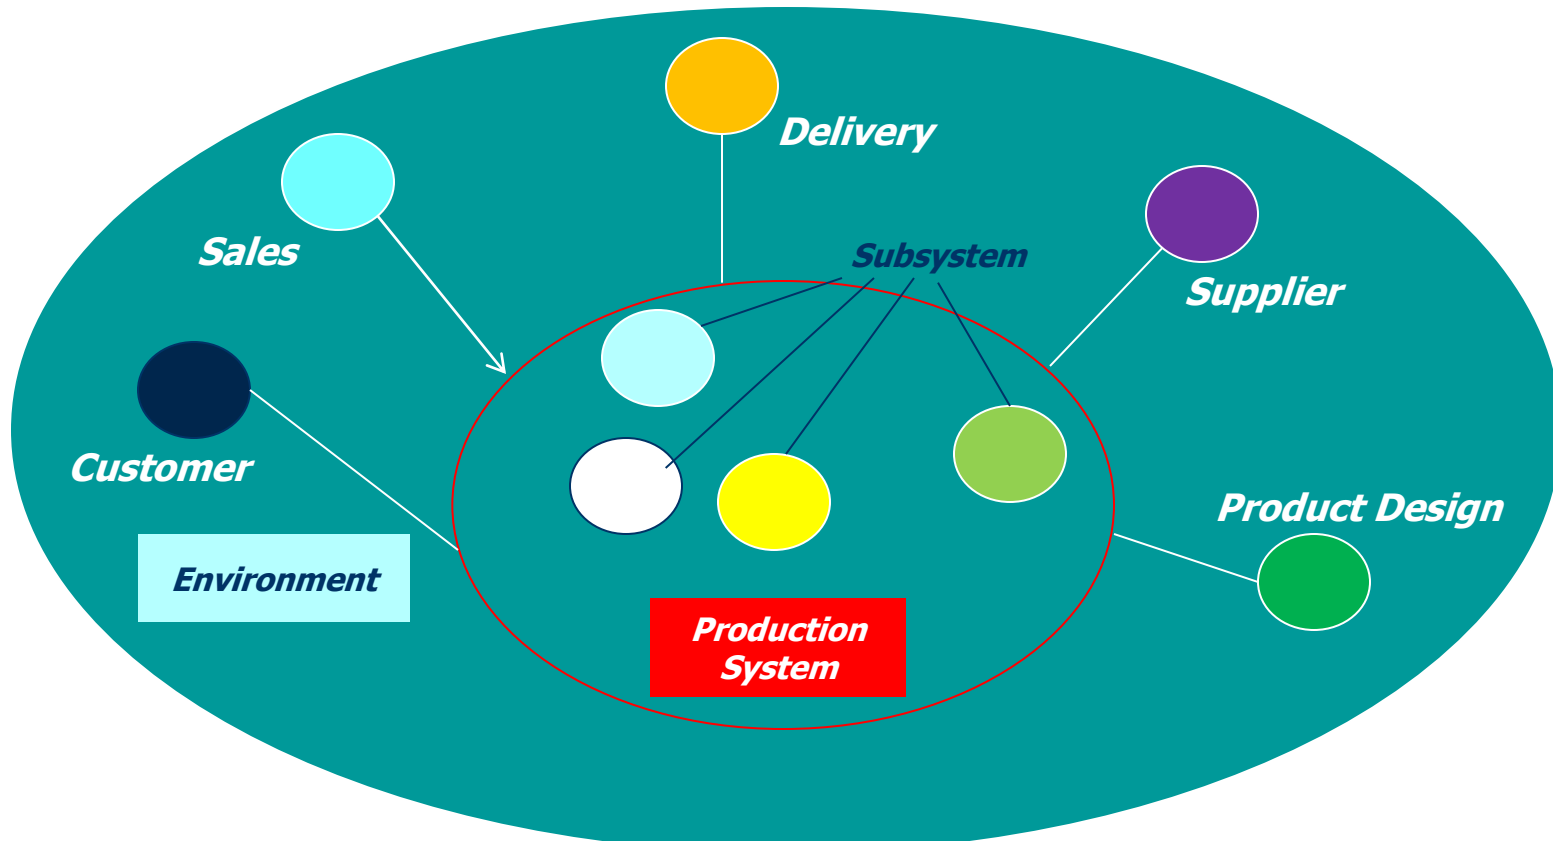 Delivery
Sales
Subsystem
Supplier
Customer
Product Design
Environment
Production
System